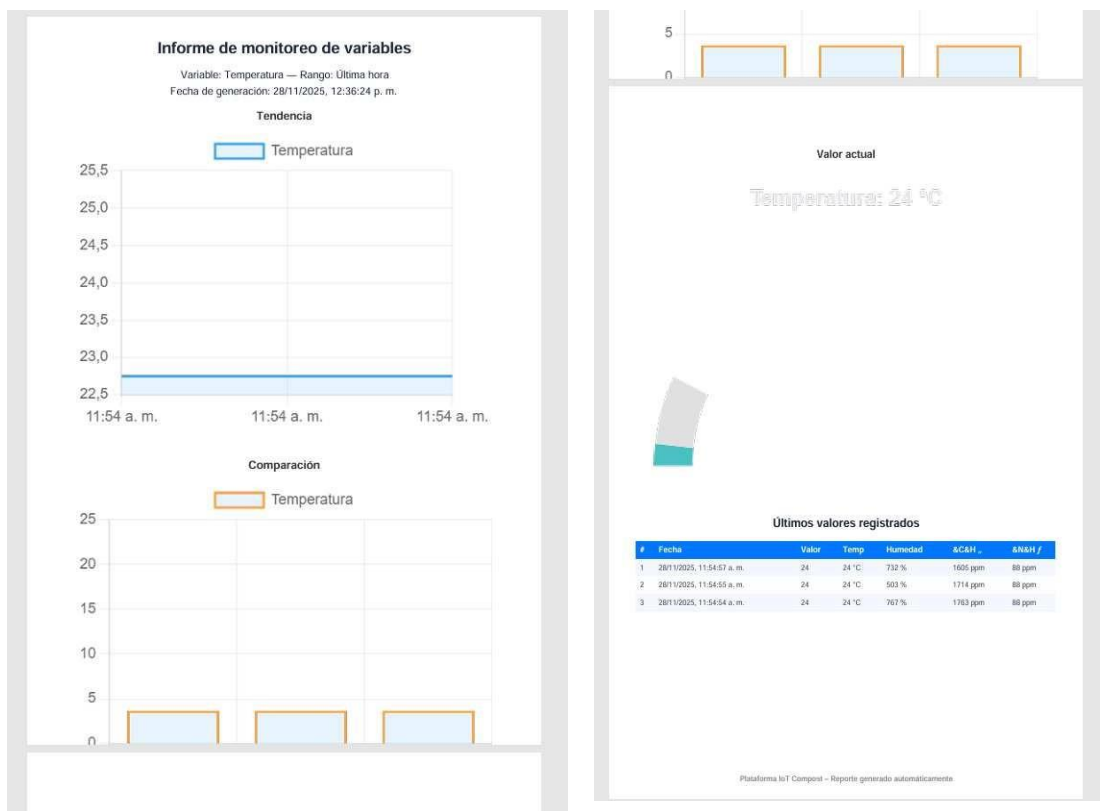 Informe de monitoreo de variables
Variable: Temperatura — Rango: Última hora
Fecha de generación: 28/11/2025, 12:36:24 p. m.
Tendencia
Temperatura
25,5
25,0
24,5
24,0
23,5
23,0
22,5
11:54 a. m. 11:54 a. m. 11:54 a. m.
Comparación
Temperatura
25
20
15
10
5
0
5
0
Valor actual
Temperatura: 24 °C
Últimos valores registrados
# Fecha Valor Temp Humedad &C&H „ &N&H ƒ
1 28/11/2025, 11:54:57 a. m. 24 24 °C 732 % 1605 ppm 88 ppm
2 28/11/2025, 11:54:55 a. m. 24 24 °C 503 % 1714 ppm 88 ppm
3 28/11/2025, 11:54:54 a. m. 24 24 °C 767 % 1763 ppm 88 ppm
Plataforma IoT Compost – Reporte generado automáticamente